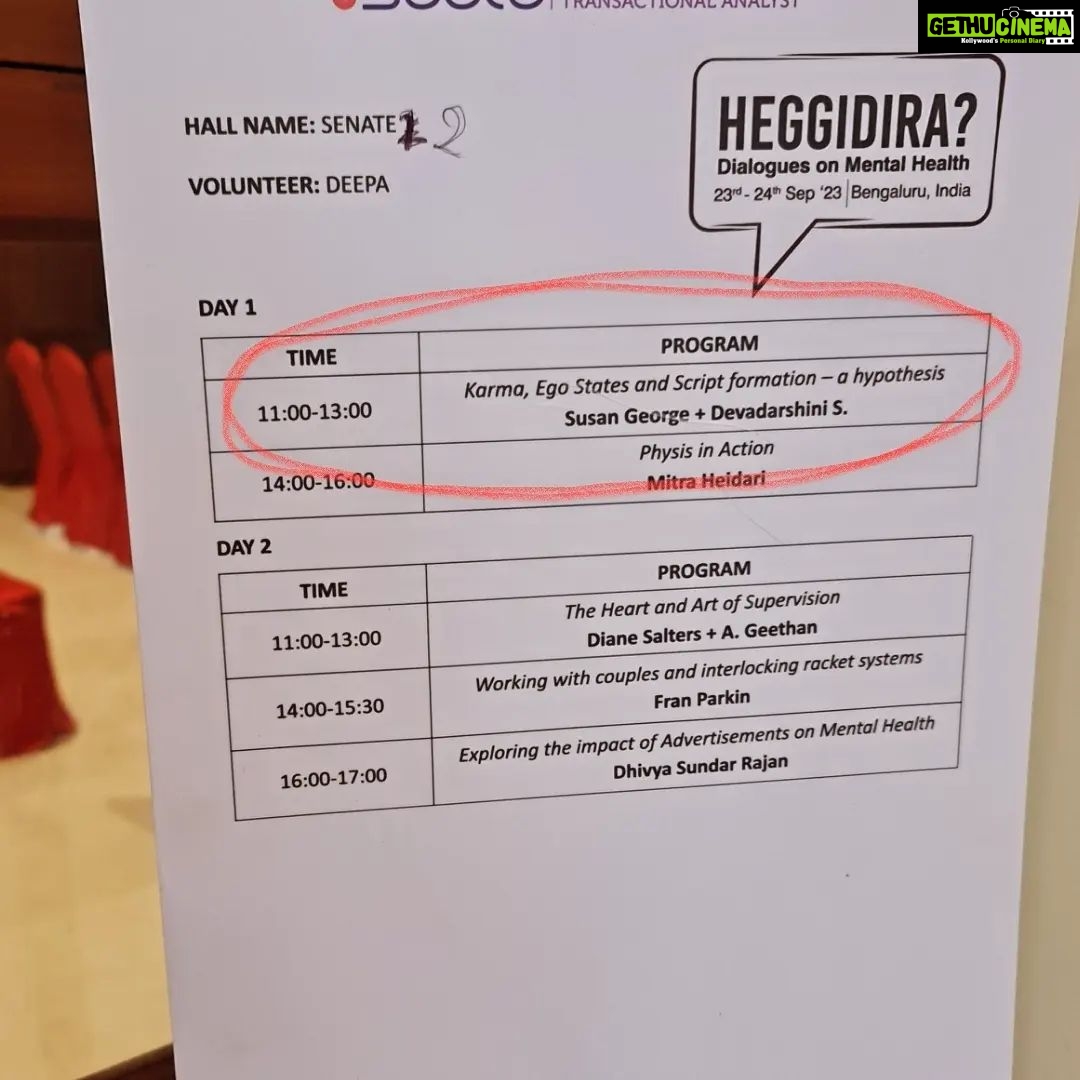 TRANSACTIONAL ANALYST
GETHUCINEMA
Kollywood's Personal Diary
HALL NAME: SENATE 2
VOLUNTEER: DEEPA
HEGGIDIRA?
Dialogues on Mental Health
23rd - 24th Sep '23 | Bengaluru, India
DAY 1
TIME PROGRAM
11:00-13:00 Karma, Ego States and Script formation – a hypothesis
Susan George + Devadarshini S.
14:00-16:00 Physis in Action
Mitra Heidari
DAY 2
TIME PROGRAM
11:00-13:00 The Heart and Art of Supervision
Diane Salters + A. Geethan
14:00-15:30 Working with couples and interlocking racket systems
Fran Parkin
16:00-17:00 Exploring the impact of Advertisements on Mental Health
Dhivya Sundar Rajan